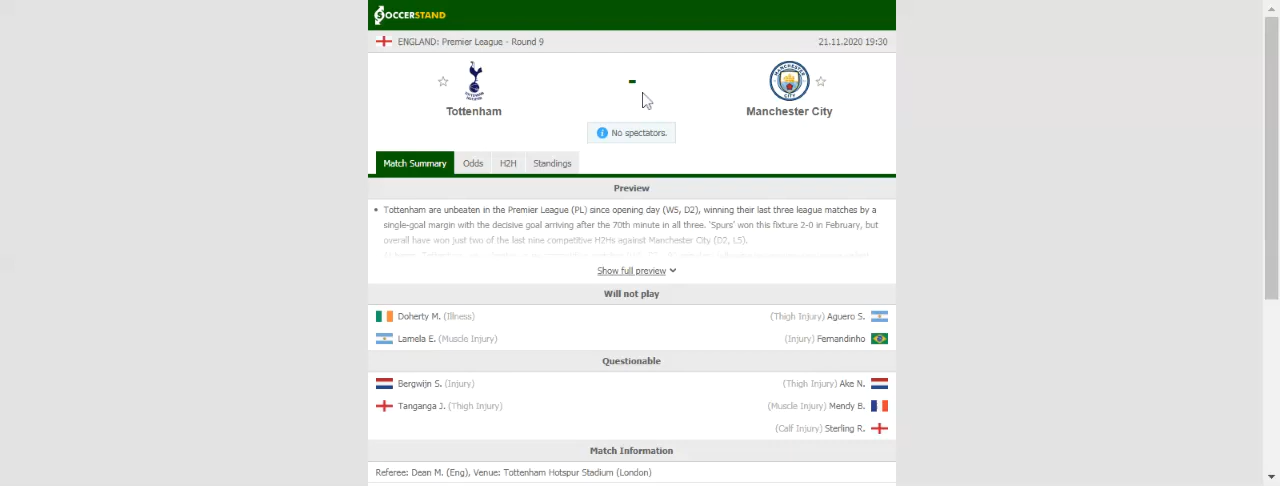 SOCCERSTAND
ENGLAND: Premier League - Round 9 21.11.2020 19:30
-
Tottenham Manchester City
No spectators.
Match Summary Odds H2H Standings
Preview
• Tottenham are unbeaten in the Premier League (PL) since opening day (W5, D2), winning their last three league matches by a
single-goal margin with the decisive goal arriving after the 70th minute in all three. 'Spurs' won this fixture 2-0 in February, but
overall have won just two of the last nine competitive H2Hs against Manchester City (D2, L5).
Show full preview
Will not play
Doherty M. (Illness) (Thigh Injury) Aguero S.
Lamela E. (Muscle Injury) (Injury) Fernandinho
Questionable
Bergwijn S. (Injury) (Thigh Injury) Ake N.
Tanganga J. (Thigh Injury) (Muscle Injury) Mendy B.
(Calf Injury) Sterling R.
Match Information
Referee: Dean M. (Eng), Venue: Tottenham Hotspur Stadium (London)